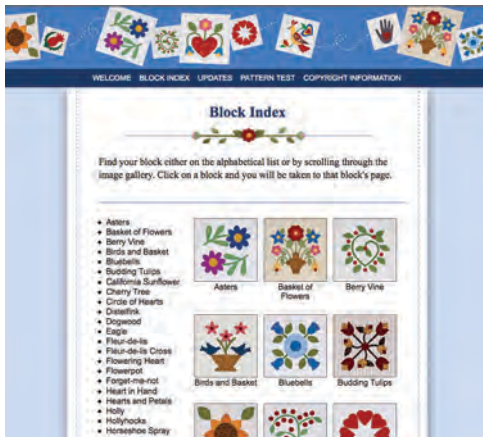 WELCOME BLOCK INDEX UPDATES PATTERN TEST COPYRIGHT INFORMATION
Block Index
Find your block either on the alphabetical list or by scrolling through the
image gallery. Click on a block and you will be taken to that block's page.
Asters
Basket of Flowers
Berry Vine
Birds and Basket
Bluebells
Budding Tulips
California Sunflower
Cherry Tree
Circle of Hearts
Distelfink
Dogwood
Eagle
Fleur-de-lis
Fleur-de-lis Cross
Flowering Heart
Flowerpot
Forget-me-not
Heart in Hand
Hearts and Petals
Holly
Hollyhocks
Horseshoe Spray
Asters
Basket of
Flowers
Berry Vine
Birds and Basket
Bluebells
Budding Tulips